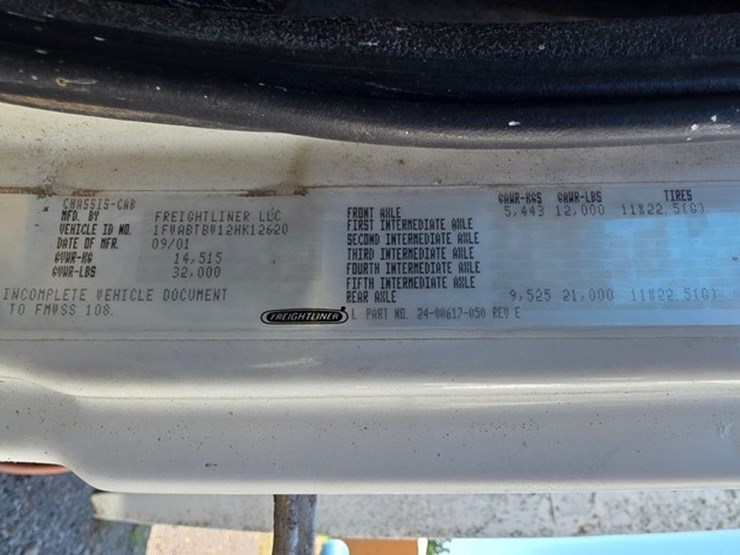 CHASSIS-CAB
MFD. BY FREIGHTLINER LLC
VEHICLE ID NO. 1FVABTBV12HK12620
DATE OF MFR. 09/01
GVWR-KG 14,515
GVWR-LBS 32,000
INCOMPLETE VEHICLE DOCUMENT
TO FMVSS 108.
FREIGHTLINER
GAWR-KGS GAWR-LBS TIRES
FRONT AXLE 5,443 12,000 11R22.5(G)
FIRST INTERMEDIATE AXLE
SECOND INTERMEDIATE AXLE
THIRD INTERMEDIATE AXLE
FOURTH INTERMEDIATE AXLE
FIFTH INTERMEDIATE AXLE
REAR AXLE 9,525 21,000 11R22.5(G)
L PART NO. 24-00617-050 REV E